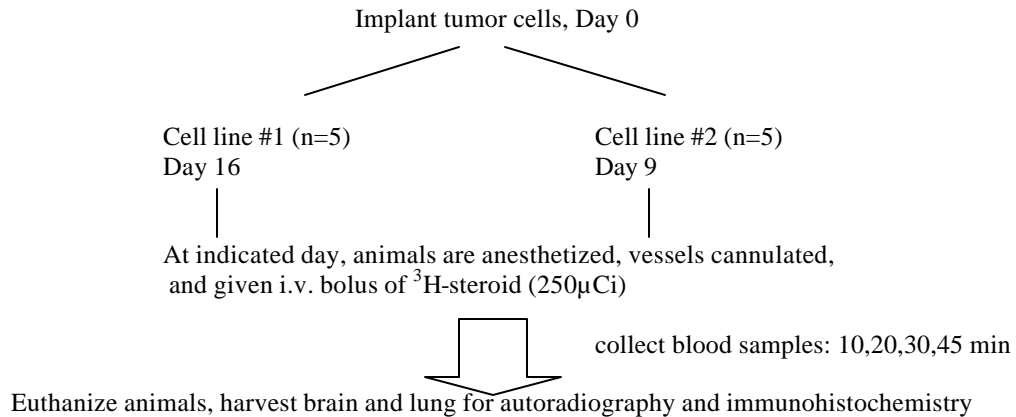 Implant tumor cells, Day 0
Cell line #1 (n=5)
Day 16
Cell line #2 (n=5)
Day 9
At indicated day, animals are anesthetized, vessels cannulated,
and given i.v. bolus of ³H-steroid (250µCi)
collect blood samples: 10,20,30,45 min
Euthanize animals, harvest brain and lung for autoradiography and immunohistochemistry